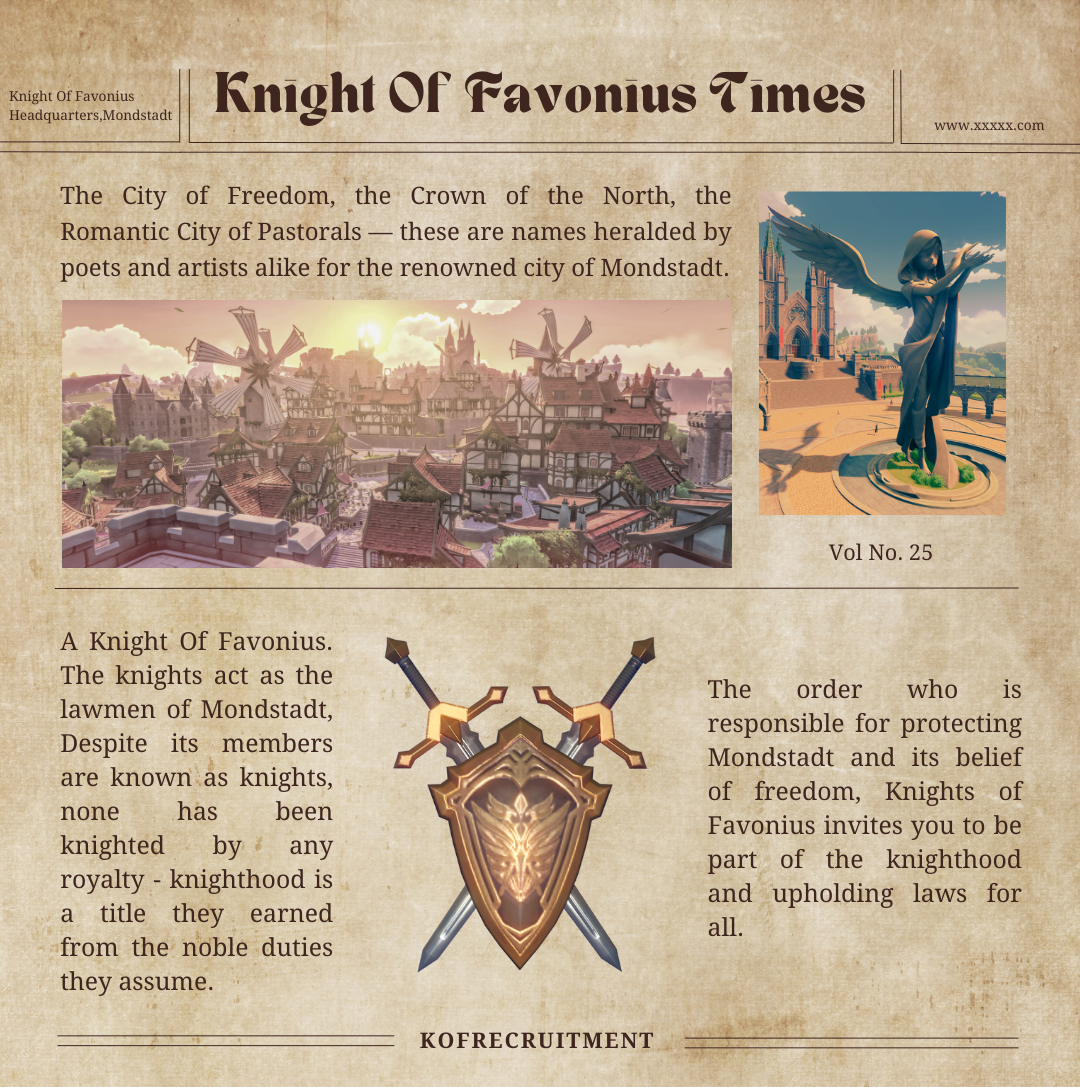 Knight Of Favonius
Headquarters,Mondstadt
Knight Of Favonius Times
www.xxxxx.com
The City of Freedom, the Crown of the North, the
Romantic City of Pastorals — these are names heralded by
poets and artists alike for the renowned city of Mondstadt.
Vol No. 25
A Knight Of Favonius.
The knights act as the
lawmen of Mondstadt,
Despite its members
are known as knights,
none has been
knighted by any
royalty - knighthood is
a title they earned
from the noble duties
they assume.
The order who is
responsible for protecting
Mondstadt and its belief
of freedom, Knights of
Favonius invites you to be
part of the knighthood
and upholding laws for
all.
KOFRECRUITMENT